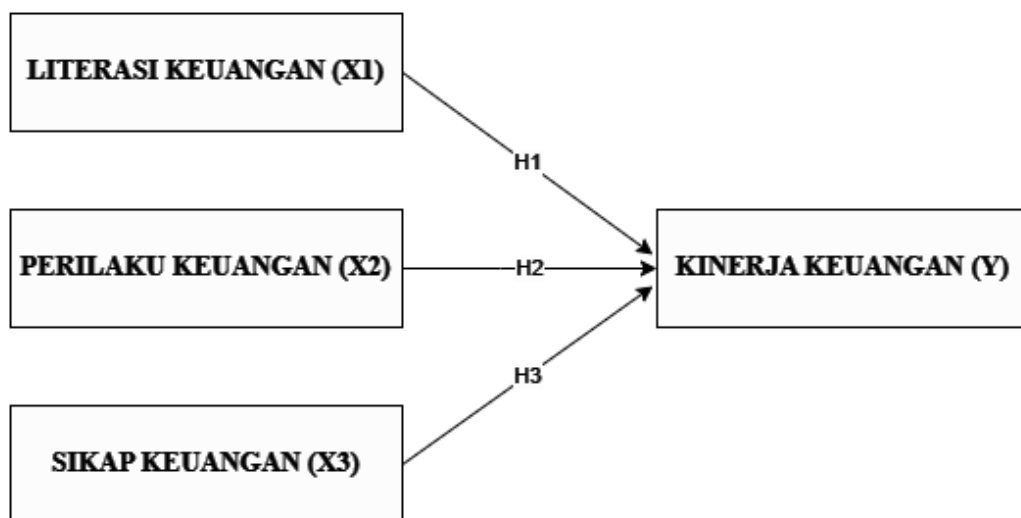 LITERASI KEUANGAN (X1)
H1
PERILAKU KEUANGAN (X2)
H2
KINERJA KEUANGAN (Y)
H3
SIKAP KEUANGAN (X3)